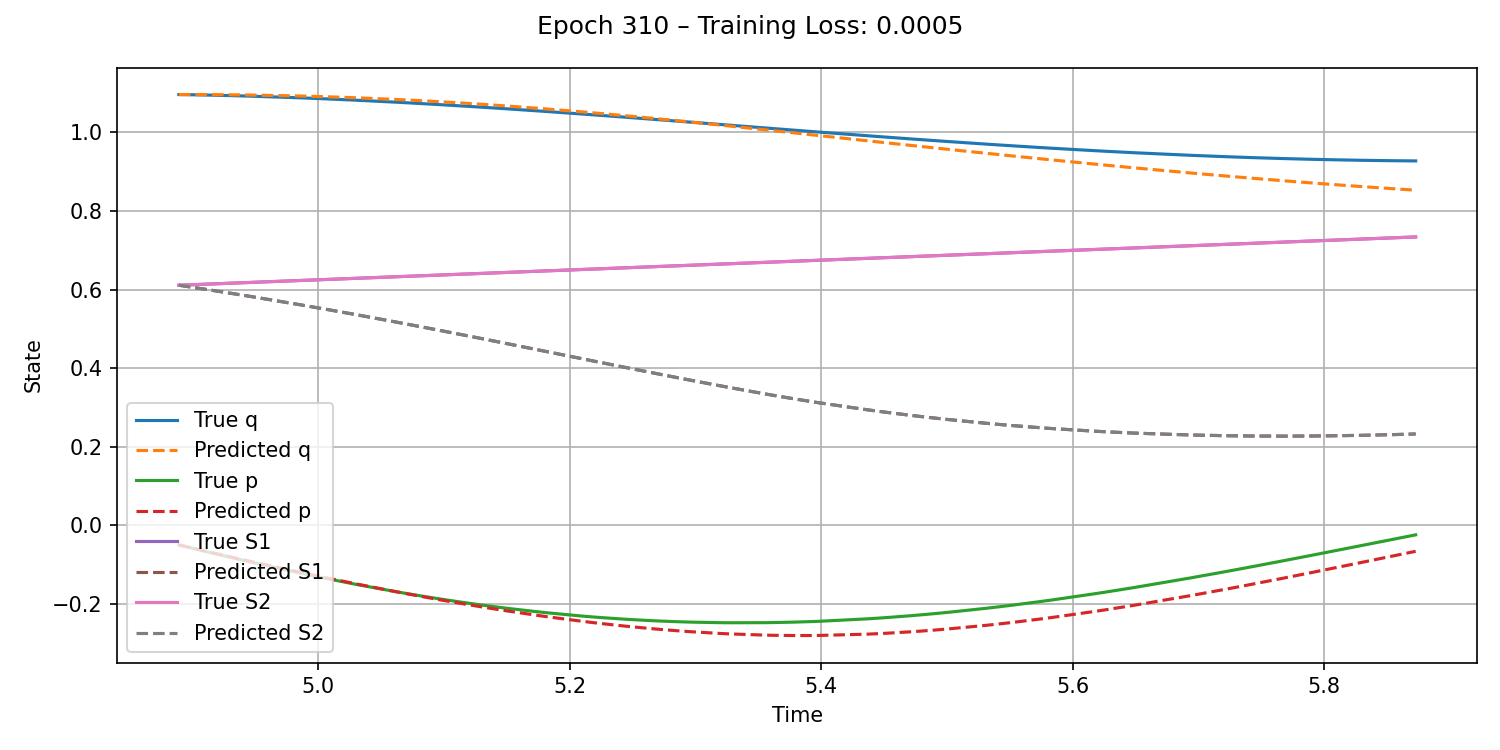 Epoch 310 – Training Loss: 0.0005
1.0
0.8
0.6
0.4
0.2
0.0
−0.2
State
True q
Predicted q
True p
Predicted p
True S1
Predicted S1
True S2
Predicted S2
5.0 5.2 5.4 5.6 5.8
Time